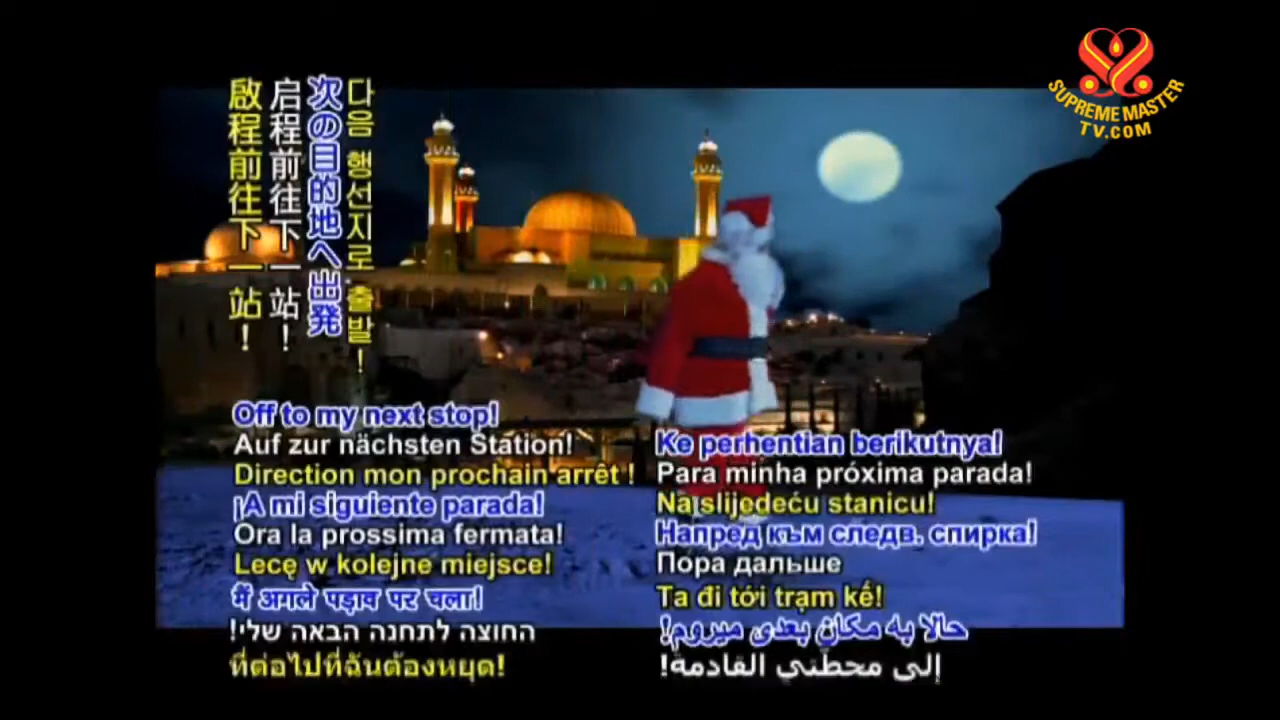 SUPREME MASTER
TV.COM
다음 행선지로 출발!
次の目的地へ出発
启程前往下一站!
啟程前往下一站!
Off to my next stop!
Auf zur nächsten Station!
Direction mon prochain arrêt !
¡A mi siguiente parada!
Ora la prossima fermata!
Lecę w kolejne miejsce!
मैं अगले पड़ाव पर चला!
החוצה לתחנה הבאה שלי!
ที่ต่อไปที่ฉันต้องหยุด!
Ke perhentian berikutnya!
Para minha próxima parada!
Na slijedeću stanicu!
Напред към следв. спирка!
Пора дальше
Ta đi tới trạm kế!
حالا به مکان بعدی میروم!
إلى محطتي القادمة!